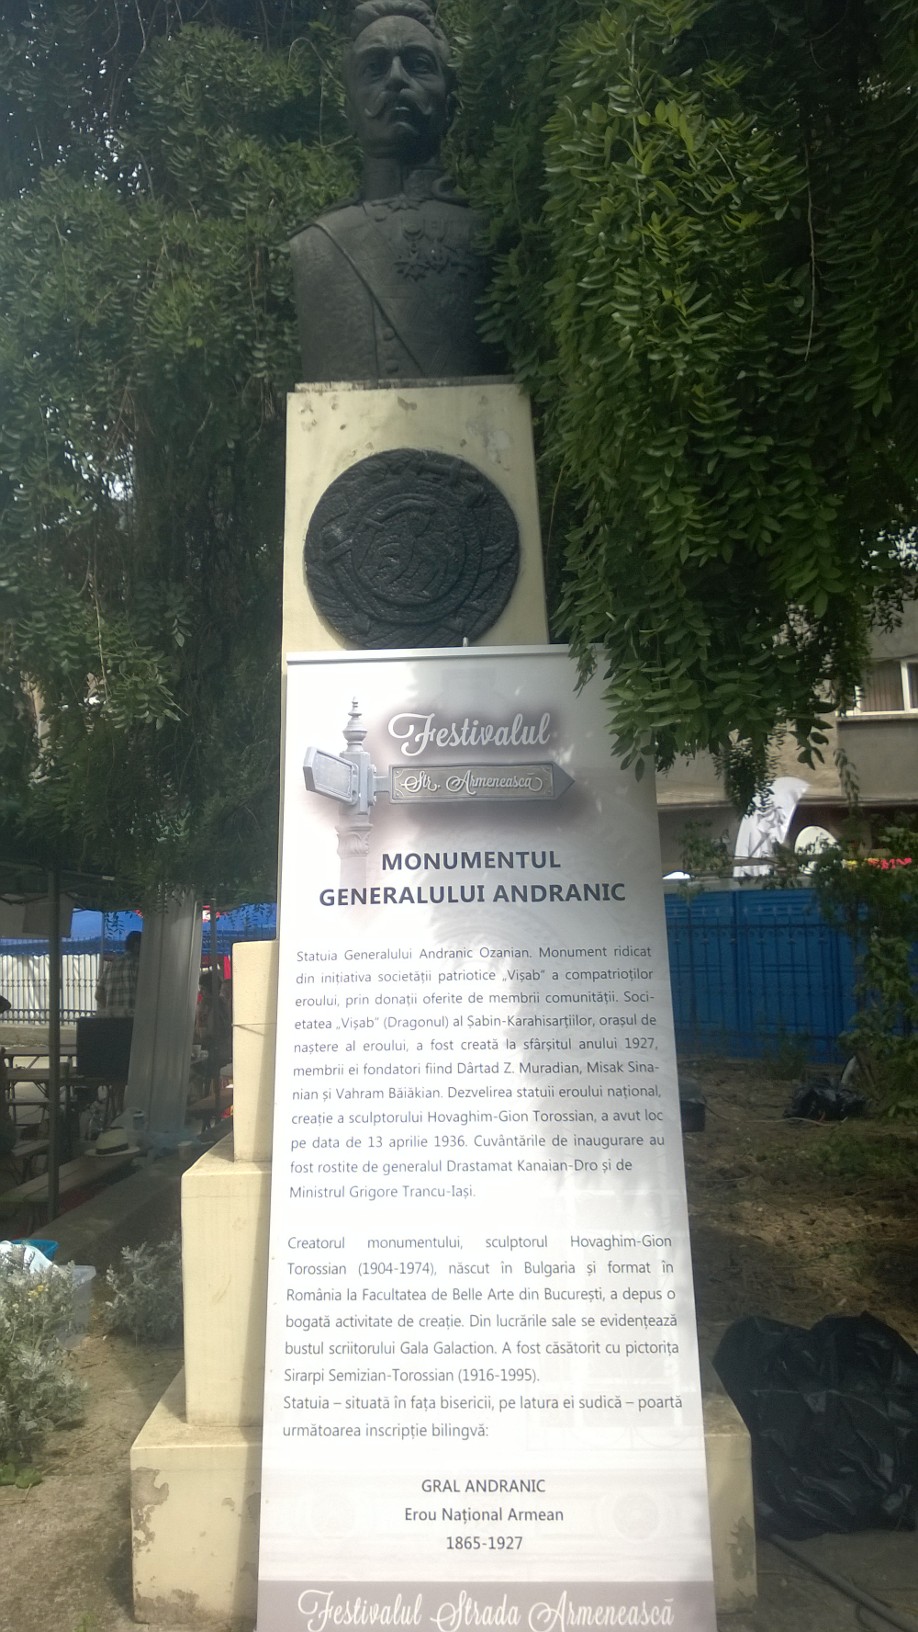 Festivalul
Str. Armenească
MONUMENTUL
GENERALULUI ANDRANIC
Statuia Generalului Andranic Ozanian. Monument ridicat
din inițiativa societății patriotice „Vișab” a compatrioților
eroului, prin donații oferite de membrii comunității. Soci-
etatea „Vișab” (Dragonul) al Șabin-Karahisarțiilor, orașul de
naștere al eroului, a fost creată la sfârșitul anului 1927,
membrii ei fondatori fiind Dârtad Z. Muradian, Misak Sina-
nian și Vahram Băiăkian. Dezvelirea statuii eroului național,
creație a sculptorului Hovaghim-Gion Torossian, a avut loc
pe data de 13 aprilie 1936. Cuvântările de inaugurare au
fost rostite de generalul Drastamat Kanaian-Dro și de
Ministrul Grigore Trancu-Iași.
Creatorul monumentului, sculptorul Hovaghim-Gion
Torossian (1904-1974), născut în Bulgaria și format în
România la Facultatea de Belle Arte din București, a depus o
bogată activitate de creație. Din lucrările sale se evidențează
bustul scriitorului Gala Galaction. A fost căsătorit cu pictorița
Sirarpi Semizian-Torossian (1916-1995).
Statuia – situată în fața bisericii, pe latura ei sudică – poartă
următoarea inscripție bilingvă:
GRAL ANDRANIC
Erou Național Armean
1865-1927
Festivalul Strada Armenească